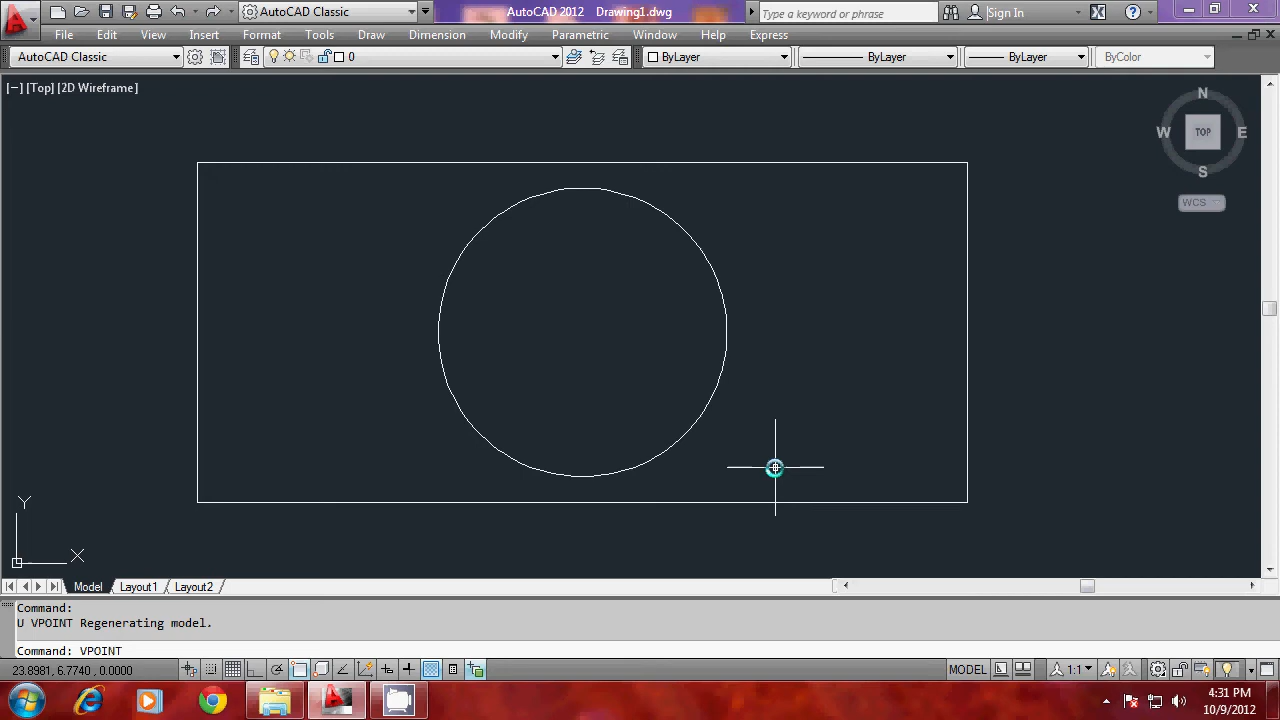 AutoCAD Classic AutoCAD 2012 Drawing1.dwg Type a keyword or phrase Sign In
File Edit View Insert Format Tools Draw Dimension Modify Parametric Window Help Express
AutoCAD Classic 0 ByLayer ByLayer ByLayer ByColor
[−] [Top] [2D Wireframe]
N
W TOP E
S
WCS
Y
X
Model Layout1 Layout2
Command:
U VPOINT Regenerating model.
Command: VPOINT
23.8981, 6.7740, 0.0000 MODEL 1:1
4:31 PM
10/9/2012